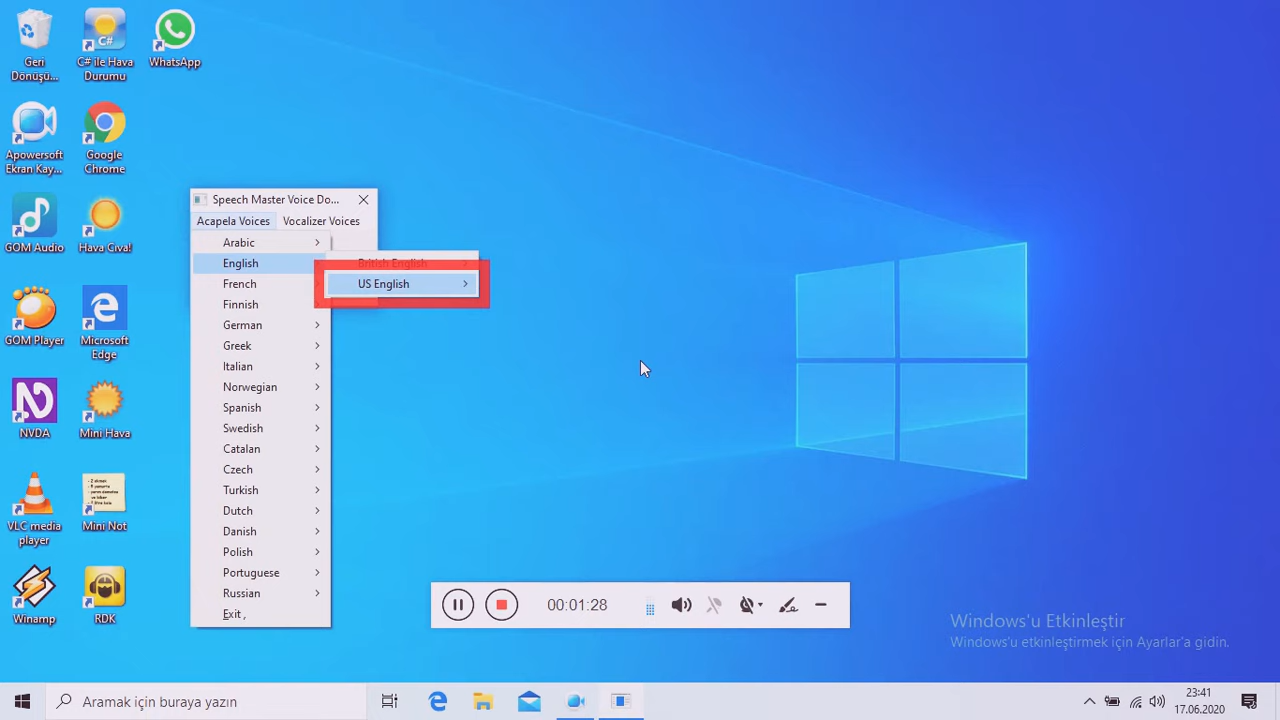 Geri
Dönüşü...
C# ile Hava
Durumu
WhatsApp
Apowersoft
Ekran Kay...
Google
Chrome
GOM Audio
Hava Cıva!
GOM Player
Microsoft
Edge
NVDA
Mini Hava
VLC media
player
Mini Not
Winamp
RDK
Speech Master Voice Do...
Acapela Voices
Vocalizer Voices
Arabic
English
French
Finnish
German
Greek
Italian
Norwegian
Spanish
Swedish
Catalan
Czech
Turkish
Dutch
Danish
Polish
Portuguese
Russian
Exit ,
British English
US English
00:01:28
Windows'u Etkinleştir
Windows'u etkinleştirmek için Ayarlar'a gidin.
Aramak için buraya yazın
23:41
17.06.2020